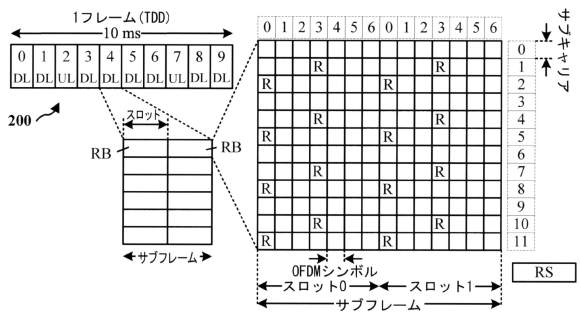 1フレーム(TDD)
10 ms
0 1 2 3 4 5 6 7 8 9
DL DL UL DL DL DL DL UL DL DL
200
スロット
RB
RB
サブフレーム
0 1 2 3 4 5 6 0 1 2 3 4 5 6
サブキャリア
0
R R 1
R R 2
3
R R 4
R R 5
6
R R 7
R R 8
9
R R 10
R R 11
OFDMシンボル
スロット0 スロット1
サブフレーム
RS